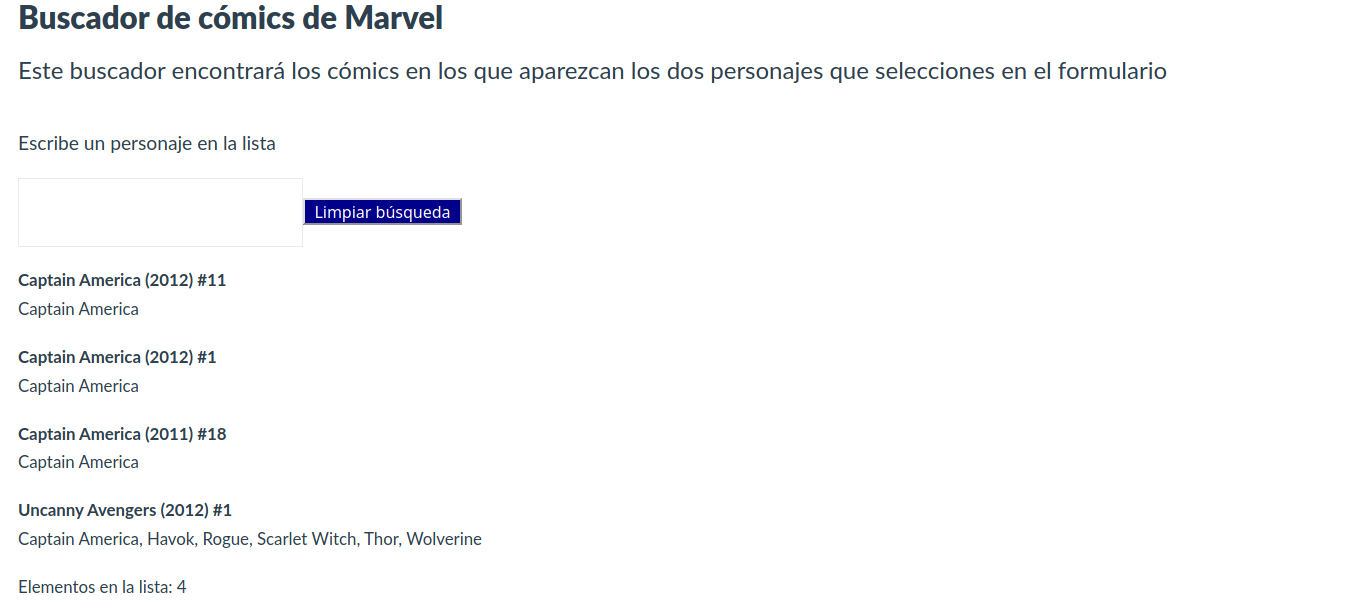 Buscador de cómics de Marvel
Este buscador encontrará los cómics en los que aparezcan los dos personajes que selecciones en el formulario
Escribe un personaje en la lista
Limpiar búsqueda
Captain America (2012) #11
Captain America
Captain America (2012) #1
Captain America
Captain America (2011) #18
Captain America
Uncanny Avengers (2012) #1
Captain America, Havok, Rogue, Scarlet Witch, Thor, Wolverine
Elementos en la lista: 4